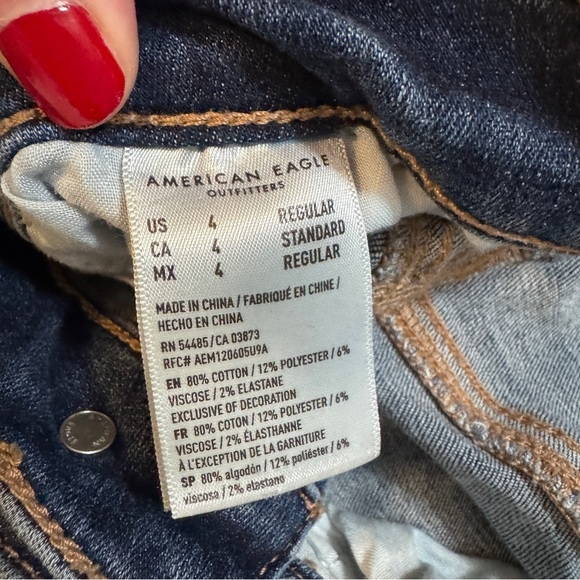 AMERICAN EAGLE
OUTFITTERS
US 4 REGULAR
CA 4 STANDARD
MX 4 REGULAR
MADE IN CHINA / FABRIQUÉ EN CHINE /
HECHO EN CHINA
RN 54485 / CA 03873
RFC# AEM120605U9A
EN 80% COTTON / 12% POLYESTER / 6%
VISCOSE / 2% ELASTANE
EXCLUSIVE OF DECORATION
FR 80% COTON / 12% POLYESTER / 6%
VISCOSE / 2% ÉLASTHANNE
À L'EXCEPTION DE LA GARNITURE
SP 80% algodón / 12% poliéster / 6%
viscosa / 2% elastano